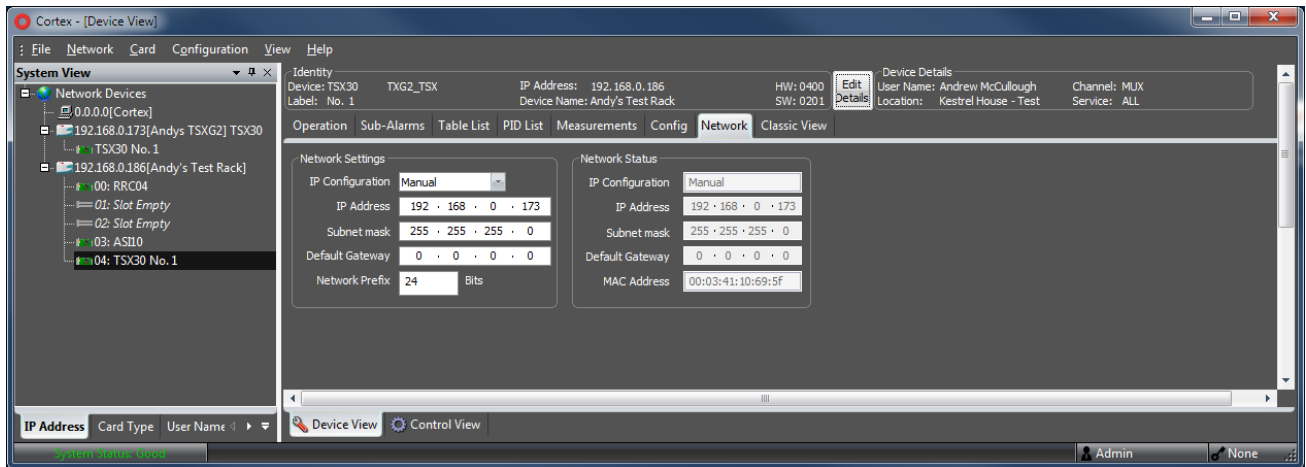 Cortex - [Device View]
File Network Card Configuration View Help
System View
Network Devices
0.0.0.0[Cortex]
192.168.0.173[Andys TSXG2] TSX30
TSX30 No. 1
192.168.0.186[Andy's Test Rack]
00: RRC04
01: Slot Empty
02: Slot Empty
03: ASI10
04: TSX30 No. 1
IP Address Card Type User Name
Identity
Device: TSX30 TXG2_TSX IP Address: 192.168.0.186 HW: 0400
Label: No. 1 Device Name: Andy's Test Rack SW: 0201
Edit
Details
Device Details
User Name: Andrew McCullough Channel: MUX
Location: Kestrel House - Test Service: ALL
Operation Sub-Alarms Table List PID List Measurements Config Network Classic View
Network Settings
IP Configuration Manual
IP Address 192 . 168 . 0 . 173
Subnet mask 255 . 255 . 255 . 0
Default Gateway 0 . 0 . 0 . 0
Network Prefix 24 Bits
Network Status
IP Configuration Manual
IP Address 192 . 168 . 0 . 173
Subnet mask 255 . 255 . 255 . 0
Default Gateway 0 . 0 . 0 . 0
MAC Address 00:03:41:10:69:5f
Device View Control View
System Status: Good Admin None